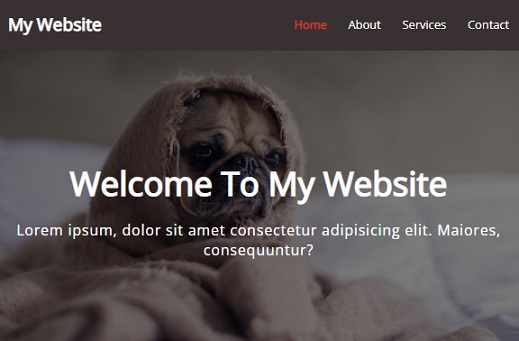 My Website
Home About Services Contact
Welcome To My Website
Lorem ipsum, dolor sit amet consectetur adipisicing elit. Maiores,
consequuntur?